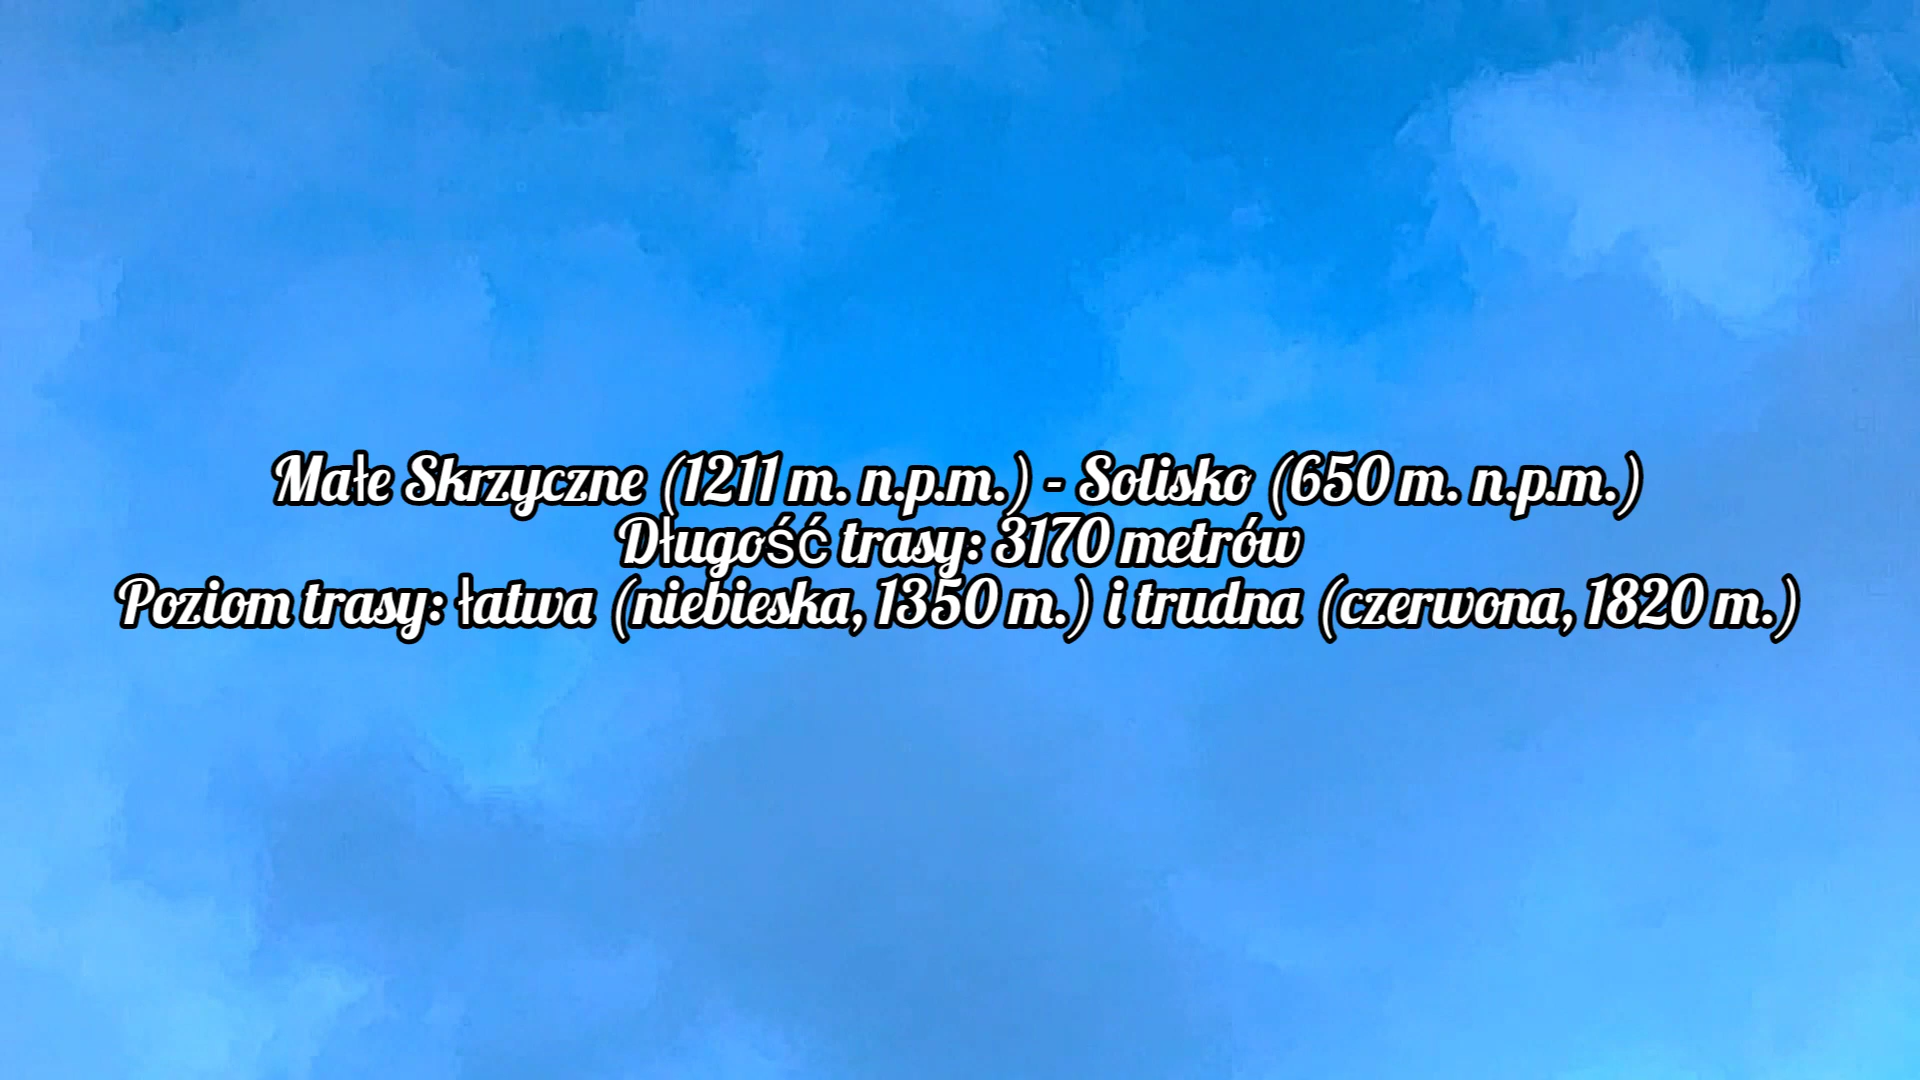 Małe Skrzyczne (1211 m. n.p.m.) - Solisko (650 m. n.p.m.)
Długość trasy: 3170 metrów
Poziom trasy: łatwa (niebieska, 1350 m.) i trudna (czerwona, 1820 m.)